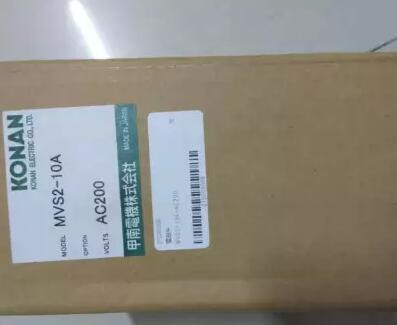 KONAN
KONAN ELECTRIC CO.,LTD.
MODEL MVS2-10A
OPTION
VOLTS AC200
甲南電機株式会社 MADE IN JAPAN